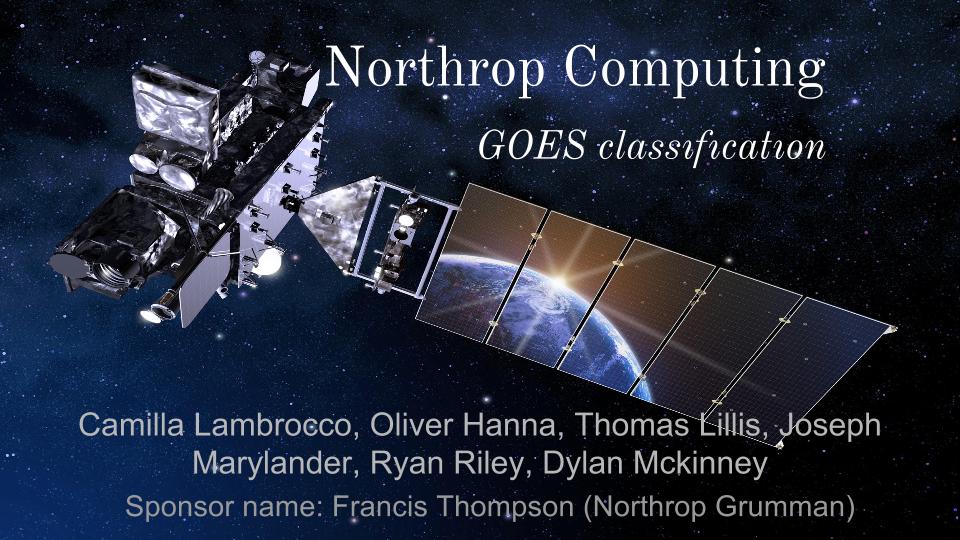 Northrop Computing
GOES classification
Camilla Lambrocco, Oliver Hanna, Thomas Lillis, Joseph
Marylander, Ryan Riley, Dylan Mckinney
Sponsor name: Francis Thompson (Northrop Grumman)